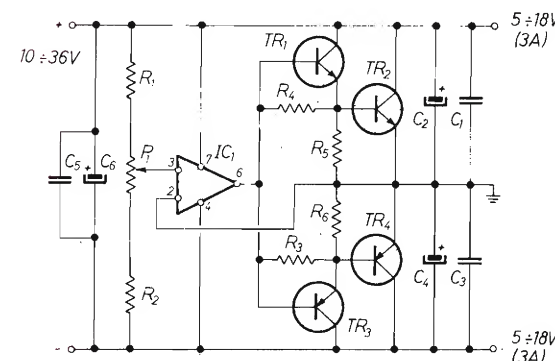 +
10÷36V
5÷18V
(3A)
TR1
TR2
R1
R4
C2
C1
+
P1
IC1
R5
C5
C6
+
3
7
6
2
4
R6
TR4
R3
C4
C3
+
R2
TR3
-
5÷18V
(3A)